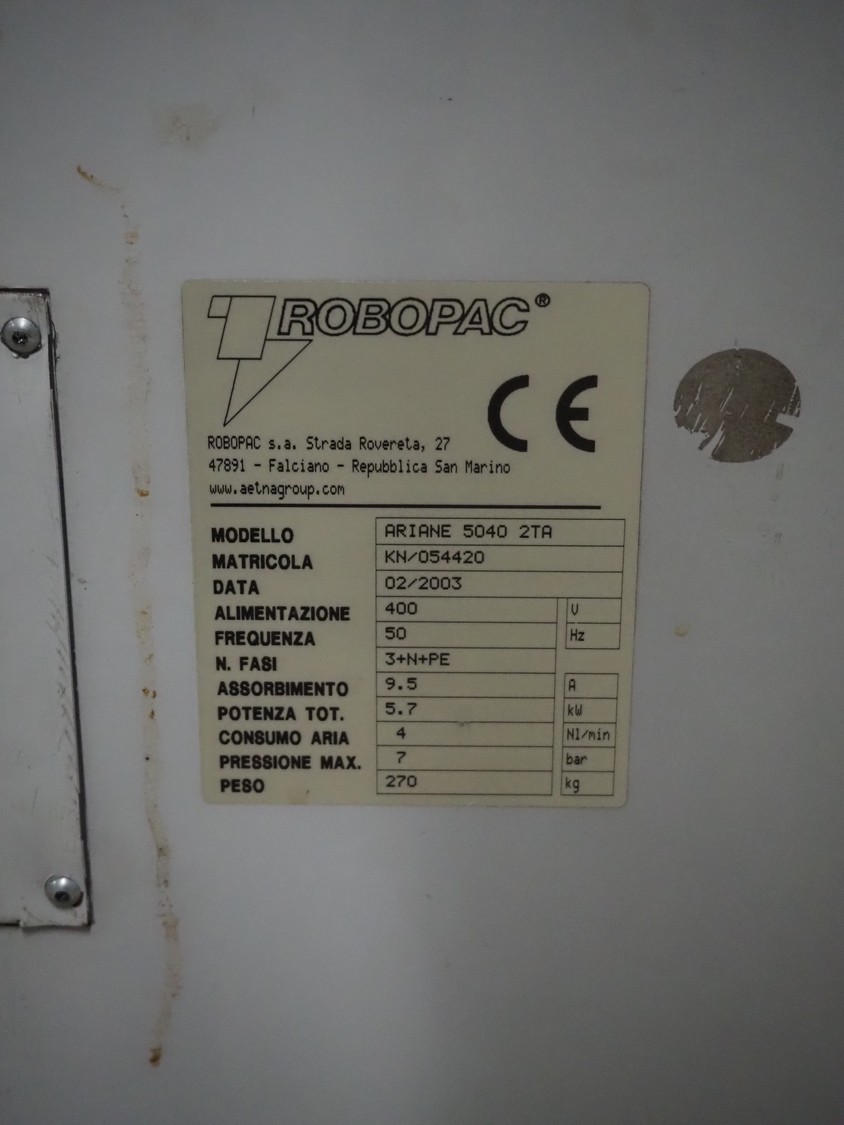 ROBOPAC®
CE
ROBOPAC s.a. Strada Rovereta, 27
47891 - Falciano - Repubblica San Marino
www.aetnagroup.com
MODELLO ARIANE 5040 2TA
MATRICOLA KN/054420
DATA 02/2003
ALIMENTAZIONE 400 V
FREQUENZA 50 Hz
N. FASI 3+N+PE
ASSORBIMENTO 9.5 A
POTENZA TOT. 5.7 kW
CONSUMO ARIA 4 Nl/min
PRESSIONE MAX. 7 bar
PESO 270 kg